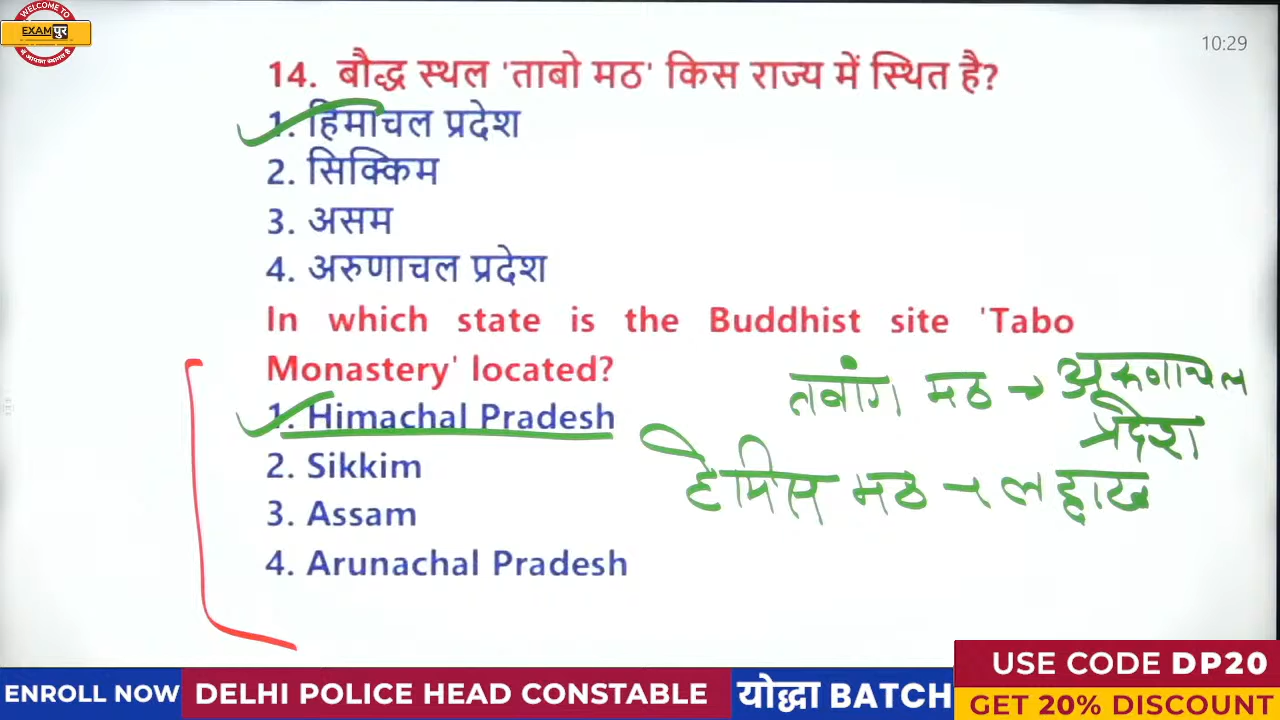 WELCOME TO
EXAMपुर
10:29
14. बौद्ध स्थल 'ताबो मठ' किस राज्य में स्थित है?
1. हिमाचल प्रदेश
2. सिक्किम
3. असम
4. अरुणाचल प्रदेश
In which state is the Buddhist site 'Tabo
Monastery' located?
1. Himachal Pradesh
2. Sikkim
3. Assam
4. Arunachal Pradesh
तवांग मठ → अरूणाचल
प्रदेश
हेमिस मठ → लद्दाख
ENROLL NOW
DELHI POLICE HEAD CONSTABLE
योद्धा BATCH
USE CODE DP20
GET 20% DISCOUNT